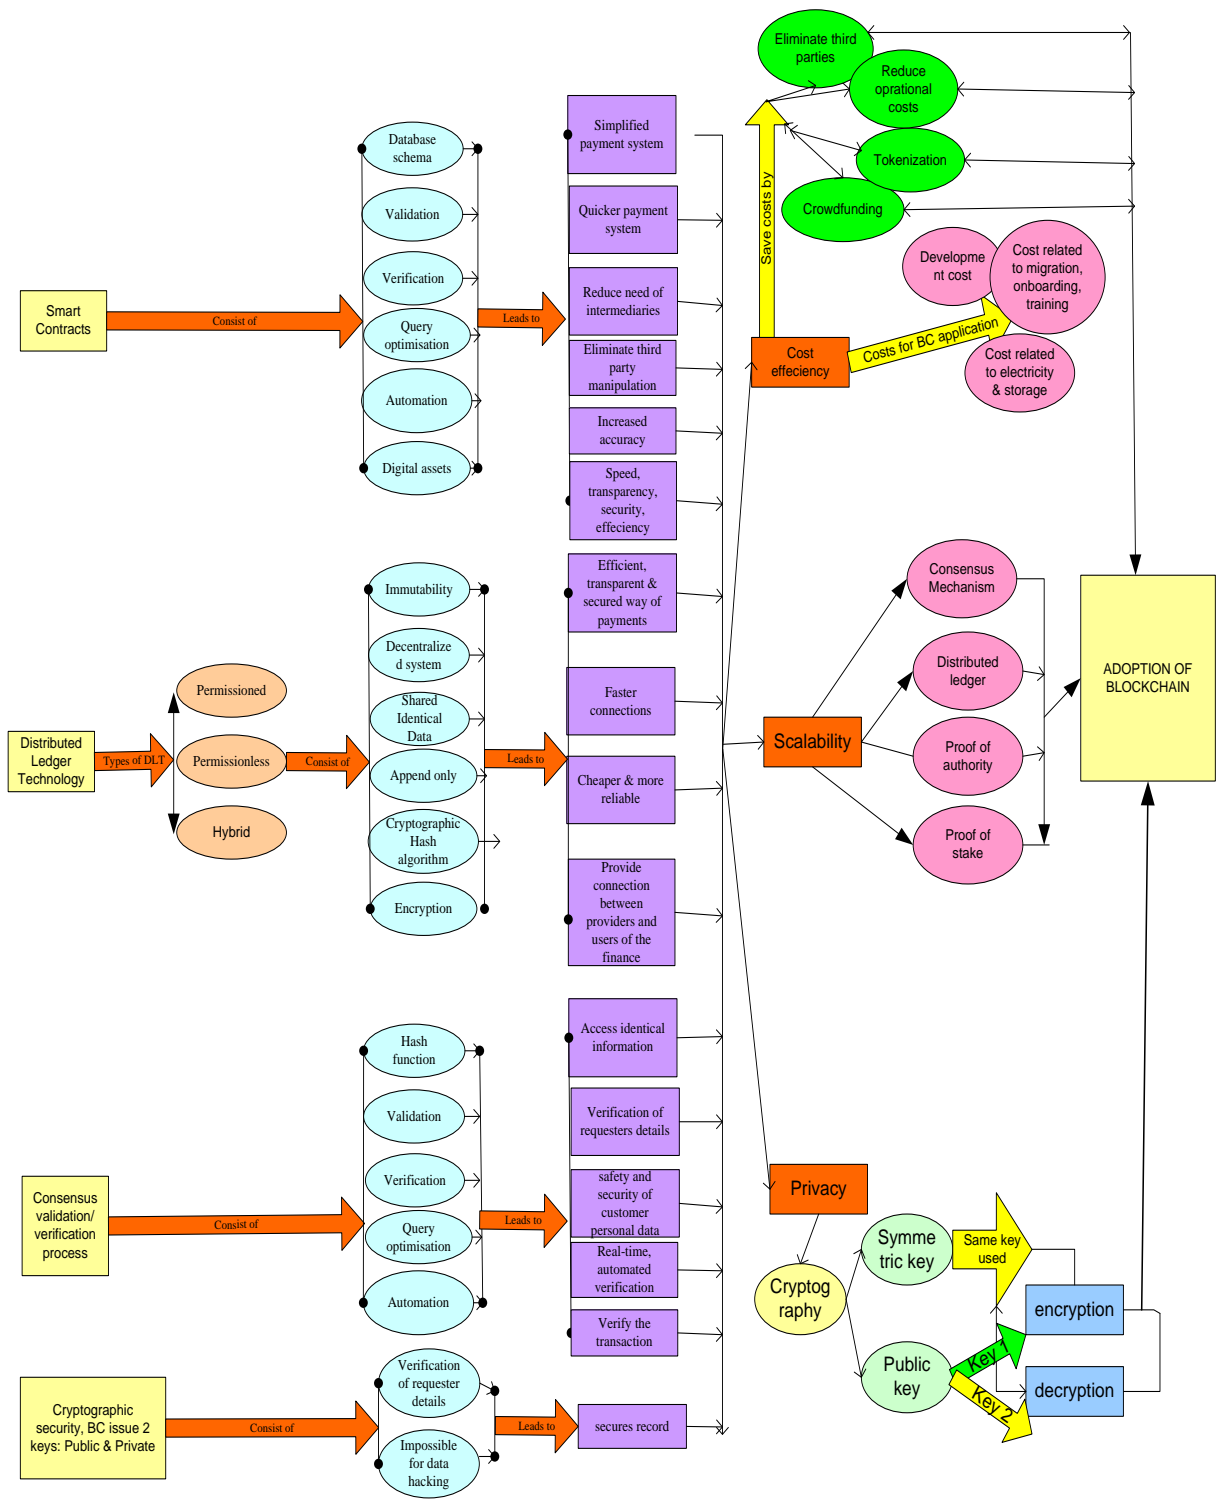 Smart
Contracts
Consist of
Database
schema
Validation
Verification
Query
optimisation
Automation
Digital assets
Leads to
Simplified
payment system
Quicker payment
system
Reduce need of
intermediaries
Eliminate third
party
manipulation
Increased
accuracy
Speed,
transparency,
security,
effeciency
Distributed
Ledger
Technology
Types of DLT
Permissioned
Permissionless
Hybrid
Consist of
Immutability
Decentralize
d system
Shared
Identical
Data
Append only
Cryptographic
Hash
algorithm
Encryption
Leads to
Efficient,
transparent &
secured way of
payments
Faster
connections
Cheaper & more
reliable
Provide
connection
between
providers and
users of the
finance
Consensus
validation/
verification
process
Consist of
Hash
function
Validation
Verification
Query
optimisation
Automation
Leads to
Access identical
information
Verification of
requesters details
safety and
security of
customer
personal data
Real-time,
automated
verification
Verify the
transaction
Cryptographic
security, BC issue 2
keys: Public & Private
Consist of
Verification
of requester
details
Impossible
for data
hacking
Leads to
secures record
Cost
effeciency
Save costs by
Eliminate third
parties
Reduce
oprational
costs
Tokenization
Crowdfunding
Costs for BC application
Developme
nt cost
Cost related
to migration,
onboarding,
training
Cost related
to electricity
& storage
Scalability
Consensus
Mechanism
Distributed
ledger
Proof of
authority
Proof of
stake
Privacy
Cryptog
raphy
Symme
tric key
Same key
used
Public
key
Key 1
Key 2
encryption
decryption
ADOPTION OF
BLOCKCHAIN